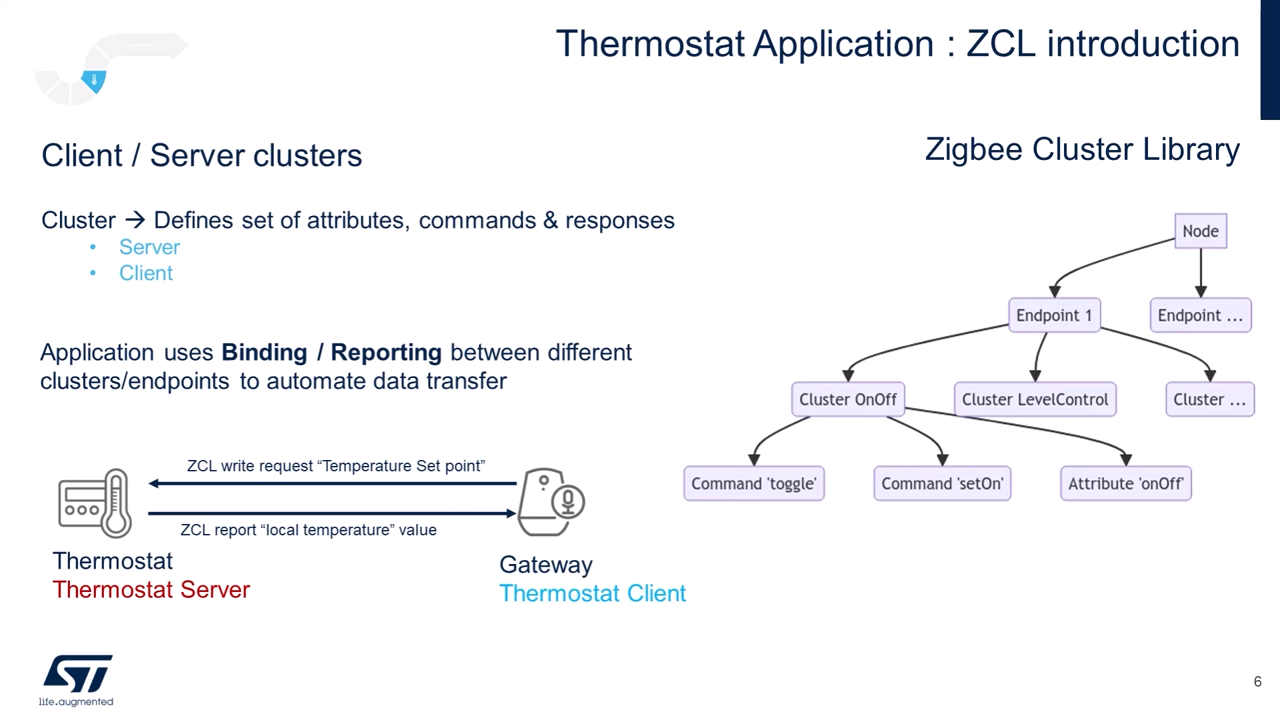 Thermostat Application : ZCL introduction
Client / Server clusters
Cluster → Defines set of attributes, commands & responses
• Server
• Client
Application uses Binding / Reporting between different
clusters/endpoints to automate data transfer
ZCL write request “Temperature Set point”
ZCL report “local temperature” value
Thermostat
Thermostat Server
Gateway
Thermostat Client
Zigbee Cluster Library
Node
Endpoint 1
Endpoint ...
Cluster OnOff
Cluster LevelControl
Cluster ...
Command 'toggle'
Command 'setOn'
Attribute 'onOff'
ST
life.augmented
6